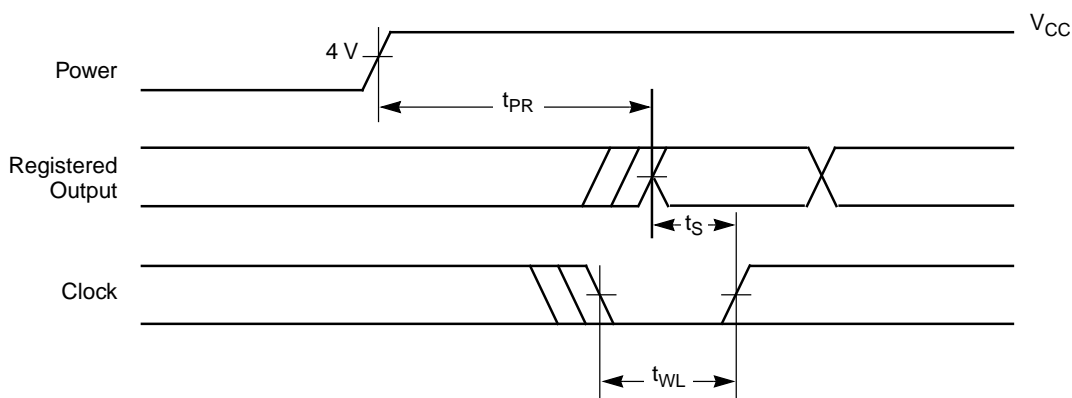 V_CC
4 V
Power
t_PR
Registered
Output
t_S
Clock
t_WL